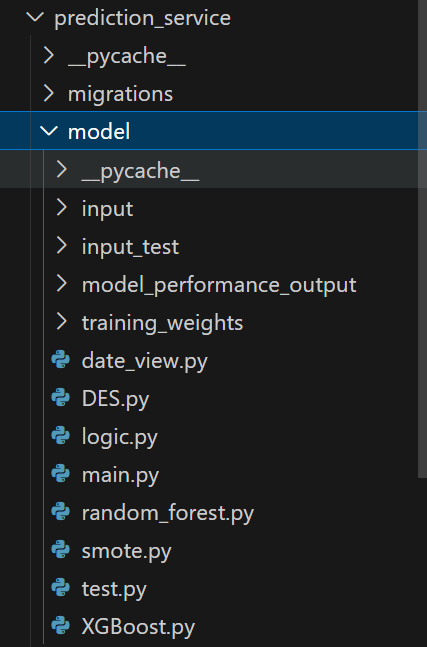 prediction_service
__pycache__
migrations
model
__pycache__
input
input_test
model_performance_output
training_weights
date_view.py
DES.py
logic.py
main.py
random_forest.py
smote.py
test.py
XGBoost.py